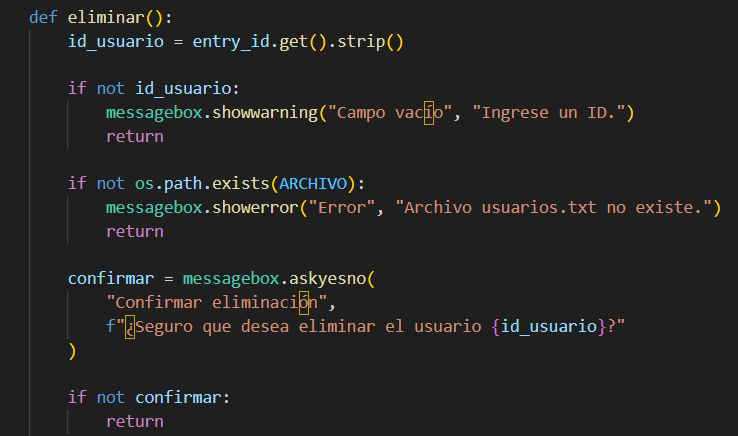 def eliminar():
    id_usuario = entry_id.get().strip()
    if not id_usuario:
        messagebox.showwarning("Campo vacío", "Ingrese un ID.")
        return
    if not os.path.exists(ARCHIVO):
        messagebox.showerror("Error", "Archivo usuarios.txt no existe.")
        return
    confirmar = messagebox.askyesno(
        "Confirmar eliminación",
        f"¿Seguro que desea eliminar el usuario {id_usuario}?"
    )
    if not confirmar:
        return